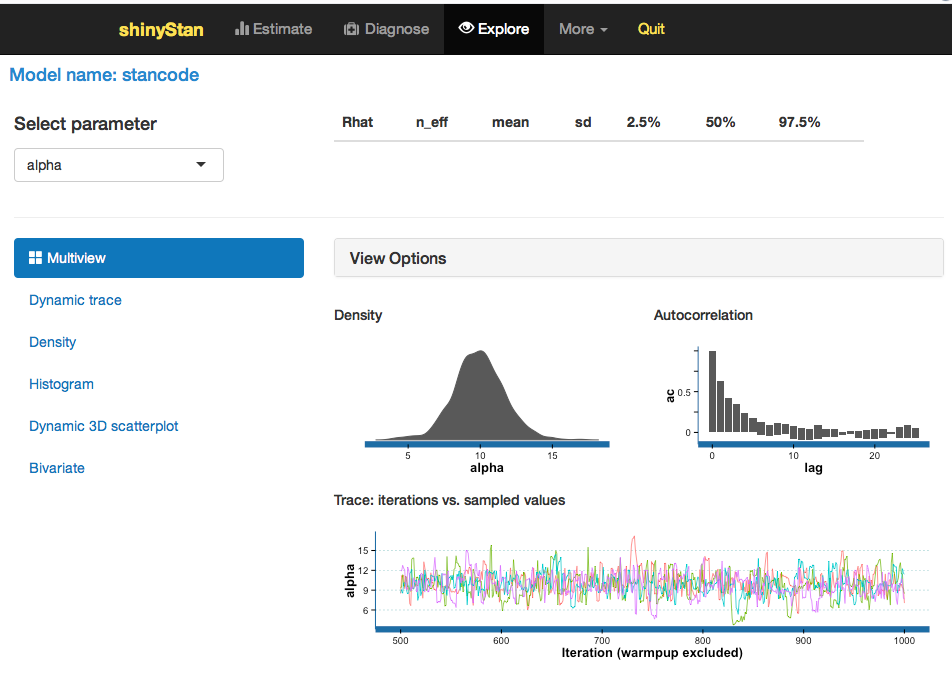 shinyStan Estimate Diagnose Explore More Quit
Model name: stancode
Select parameter
Rhat n_eff mean sd 2.5% 50% 97.5%
alpha
Multiview
View Options
Dynamic trace
Density
Histogram
Dynamic 3D scatterplot
Bivariate
Density
5 10 15
alpha
Autocorrelation
ac
0.5
0
0 10 20
lag
Trace: iterations vs. sampled values
alpha
15
12
9
6
500 600 700 800 900 1000
Iteration (warmpup excluded)